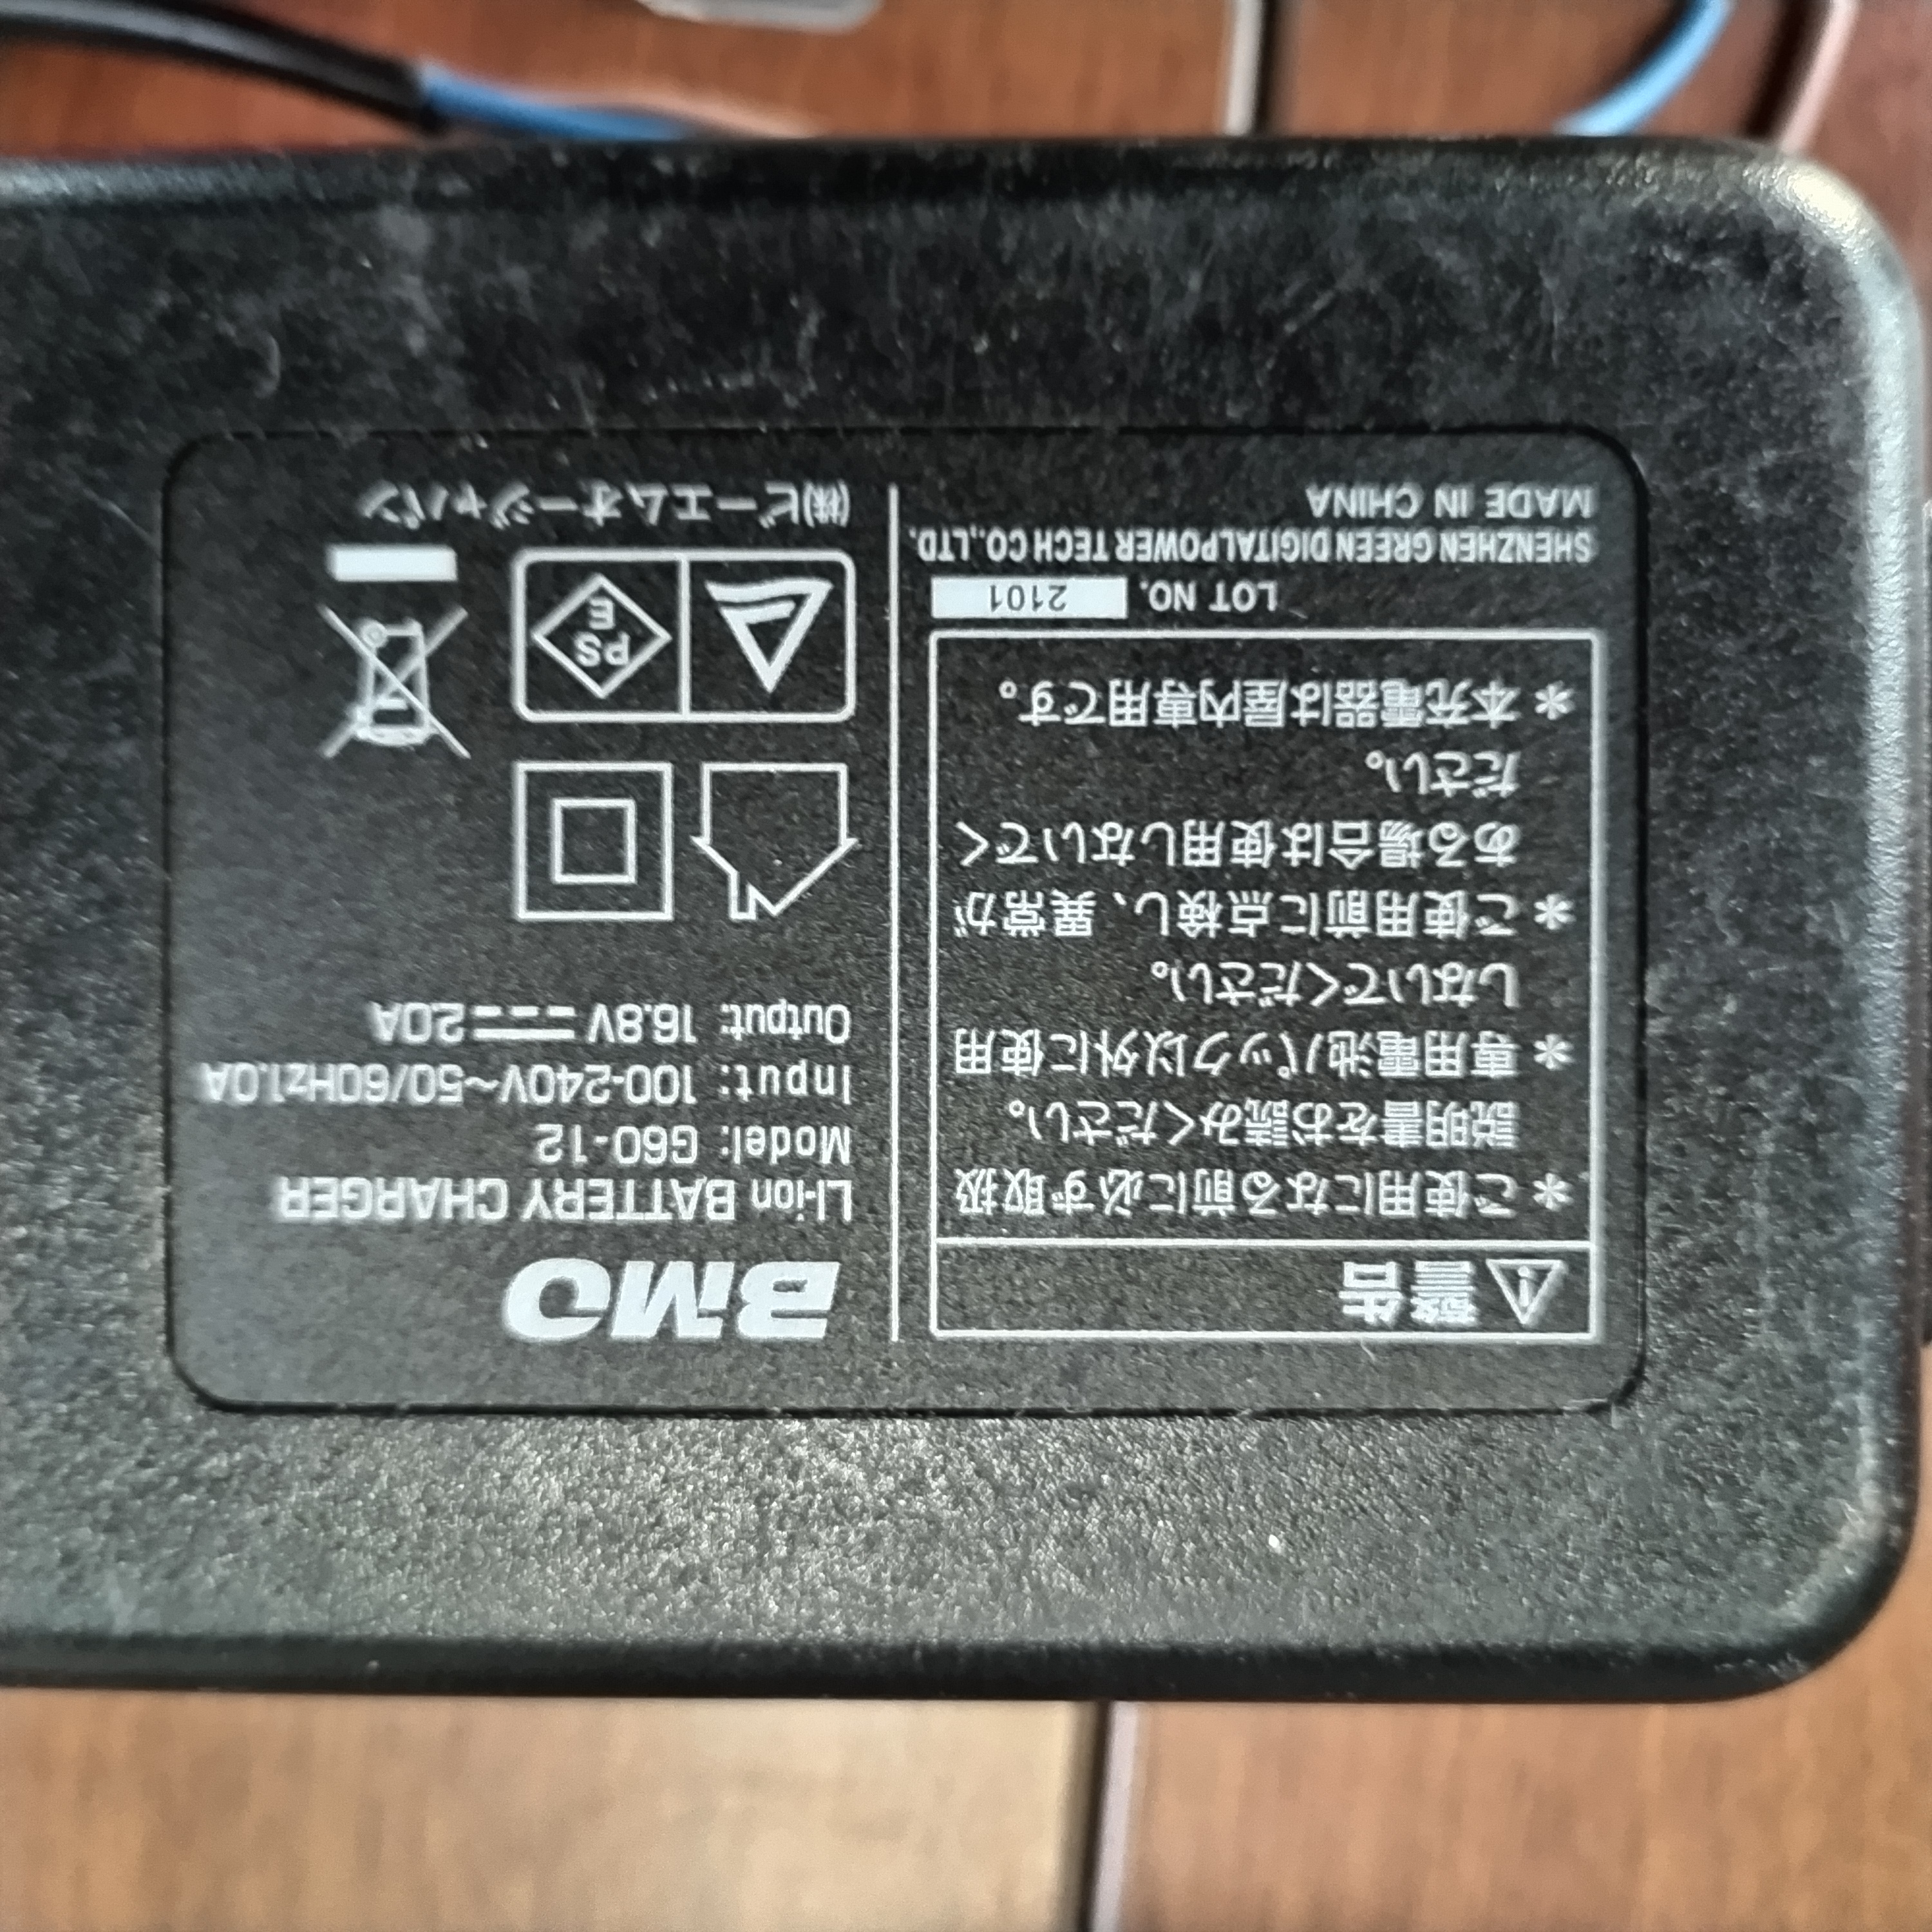 ⚠警告
＊ご使用になる前に必ず取扱
説明書をお読みください。
＊専用電池パック以外に使用
しないでください。
＊ご使用前に点検し、異常が
ある場合は使用しないでく
ださい。
＊本充電器は屋内専用です。
LOT NO. 2101
SHENZHEN GREEN DIGITALPOWER TECH CO.,LTD.
MADE IN CHINA
BMO
Li-ion BATTERY CHARGER
Model: G60-12
Input: 100-240V~50/60Hz1.0A
Output: 16.8V 2.0A
PS
E
(株)ビーエムオージャパン